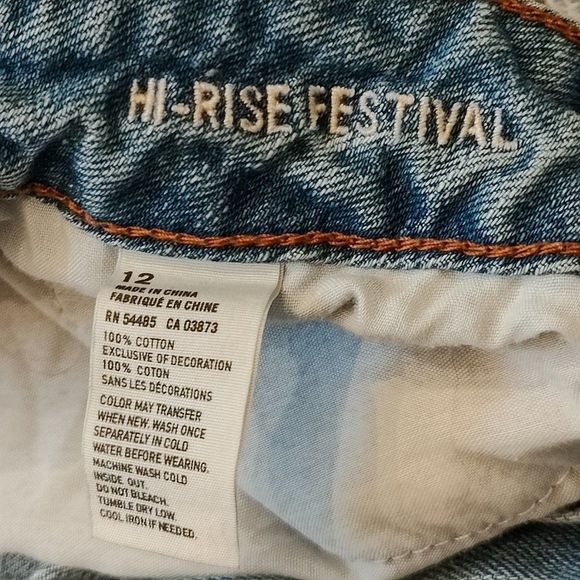 HI-RISE FESTIVAL
12
MADE IN CHINA
FABRIQUÉ EN CHINE
RN 54485 CA 03873
100% COTTON
EXCLUSIVE OF DECORATION
100% COTON
SANS LES DÉCORATIONS
COLOR MAY TRANSFER
WHEN NEW. WASH ONCE
SEPARATELY IN COLD
WATER BEFORE WEARING.
MACHINE WASH COLD
INSIDE OUT.
DO NOT BLEACH.
TUMBLE DRY LOW.
COOL IRON IF NEEDED.